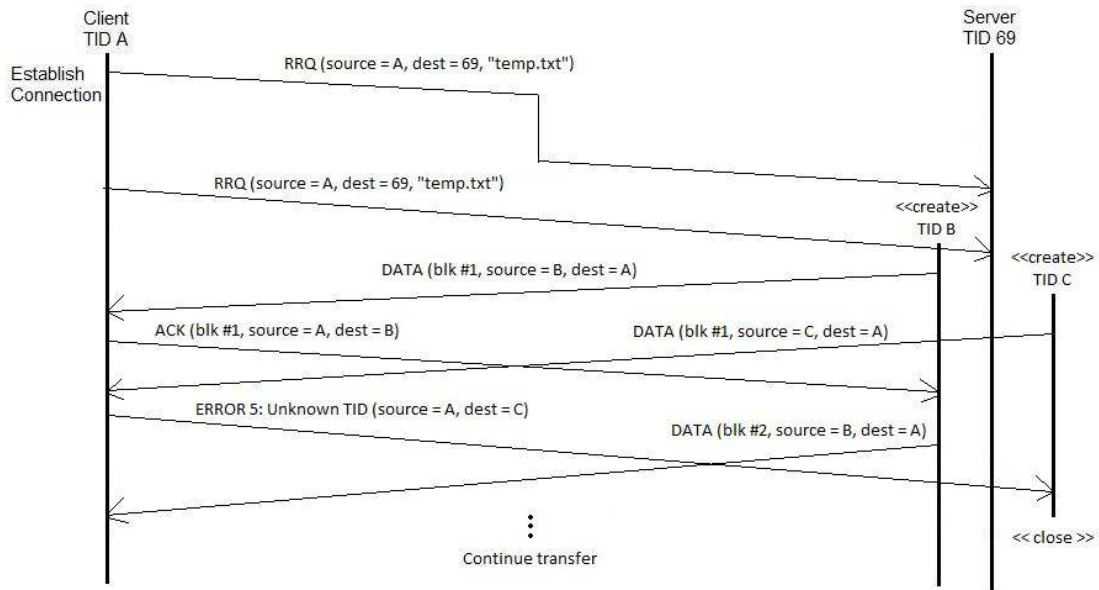 Client
TID A
Server
TID 69
Establish
Connection
RRQ (source = A, dest = 69, "temp.txt")
RRQ (source = A, dest = 69, "temp.txt")
<<create>>
TID B
<<create>>
TID C
DATA (blk #1, source = B, dest = A)
ACK (blk #1, source = A, dest = B)
DATA (blk #1, source = C, dest = A)
ERROR 5: Unknown TID (source = A, dest = C)
DATA (blk #2, source = B, dest = A)
<< close >>
Continue transfer